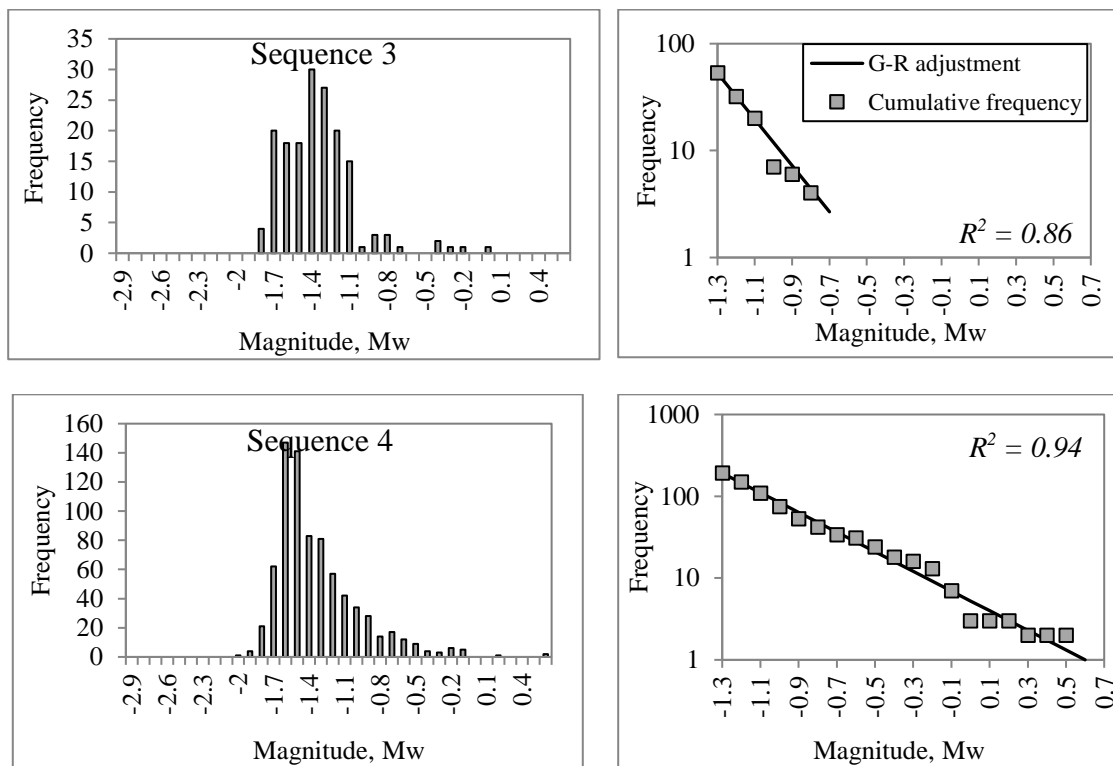 Sequence 3
Frequency
35
30
25
20
15
10
5
0
-2.9 -2.6 -2.3 -2 -1.7 -1.4 -1.1 -0.8 -0.5 -0.2 0.1 0.4
Magnitude, Mw
G-R adjustment
Cumulative frequency
Frequency
100
10
1
R² = 0.86
-1.3 -1.1 -0.9 -0.7 -0.5 -0.3 -0.1 0.1 0.3 0.5 0.7
Magnitude, Mw
Sequence 4
Frequency
160
140
120
100
80
60
40
20
0
-2.9 -2.6 -2.3 -2 -1.7 -1.4 -1.1 -0.8 -0.5 -0.2 0.1 0.4
Magnitude, Mw
R² = 0.94
Frequency
1000
100
10
1
-1.3 -1.1 -0.9 -0.7 -0.5 -0.3 -0.1 0.1 0.3 0.5 0.7
Magnitude, Mw